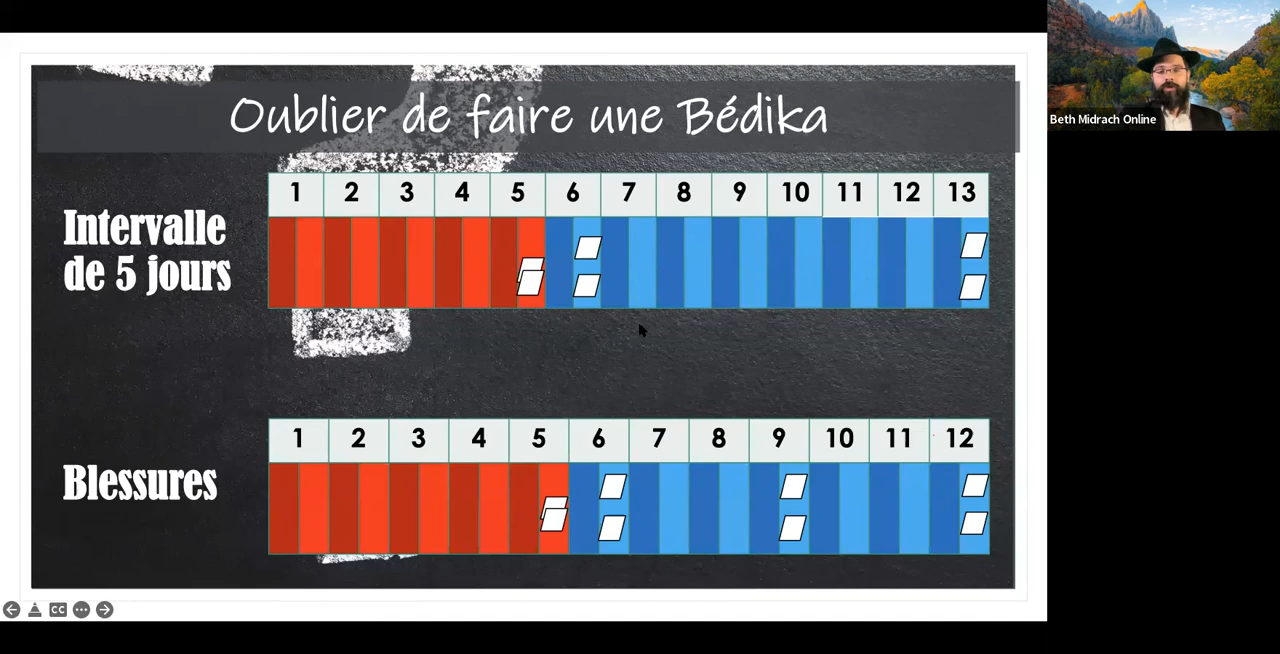 Oublier de faire une Bédika
Beth Midrach Online
1 2 3 4 5 6 7 8 9 10 11 12 13
Intervalle
de 5 jours
1 2 3 4 5 6 7 8 9 10 11 12
Blessures
CC